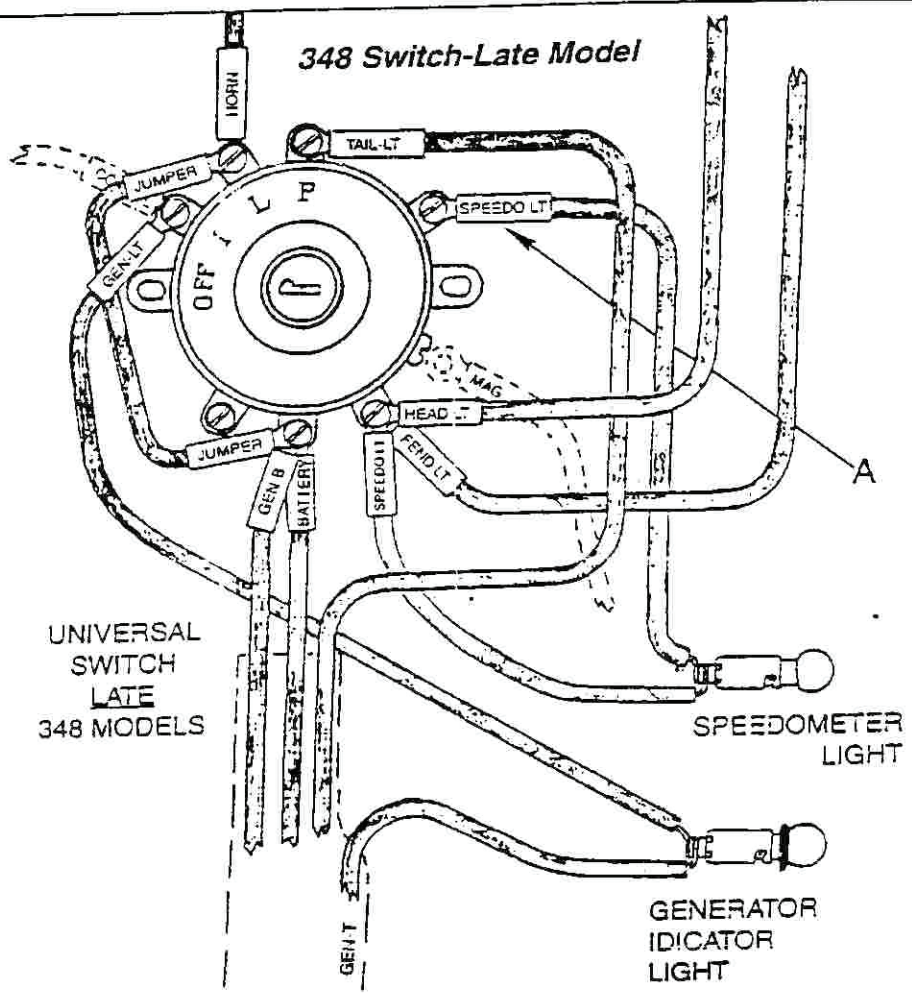 348 Switch-Late Model
HORN
TAIL-LT
JUMPER
SPEEDO LT
GEN-LT
OFF I L P
MAG
HEAD LT
JUMPER
FEND-LT
GEN B
BATTERY
A
UNIVERSAL
SWITCH
LATE
348 MODELS
SPEEDOMETER
LIGHT
GENERATOR
IDICATOR
LIGHT
GEN-T